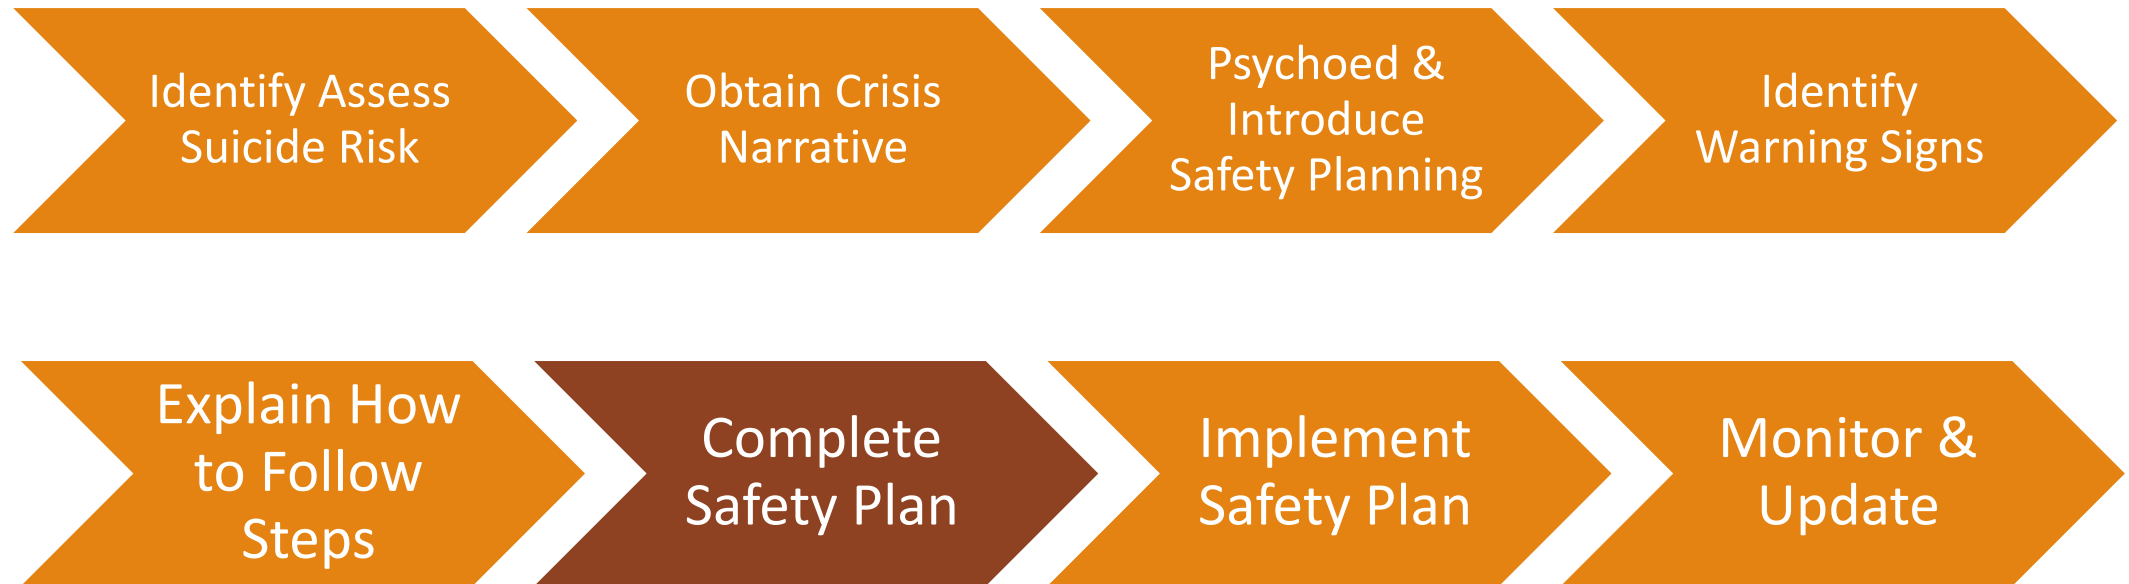 Identify Assess
Suicide Risk
Obtain Crisis
Narrative
Psychoed &
Introduce
Safety Planning
Identify
Warning Signs
Explain How
to Follow
Steps
Complete
Safety Plan
Implement
Safety Plan
Monitor &
Update